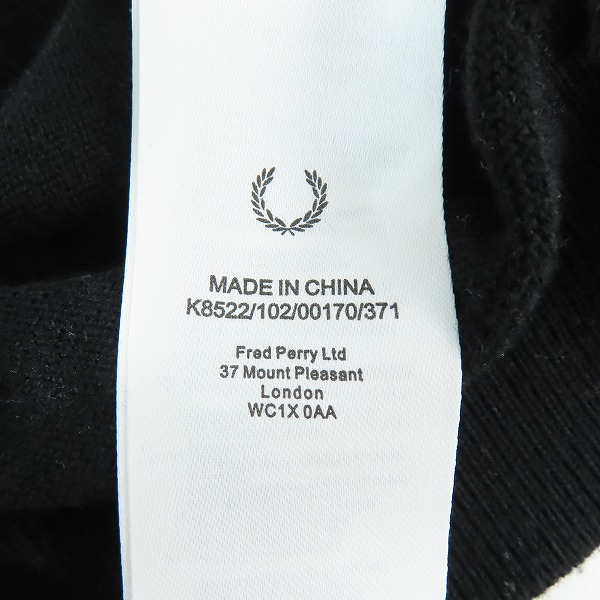 MADE IN CHINA
K8522/102/00170/371
Fred Perry Ltd
37 Mount Pleasant
London
WC1X 0AA